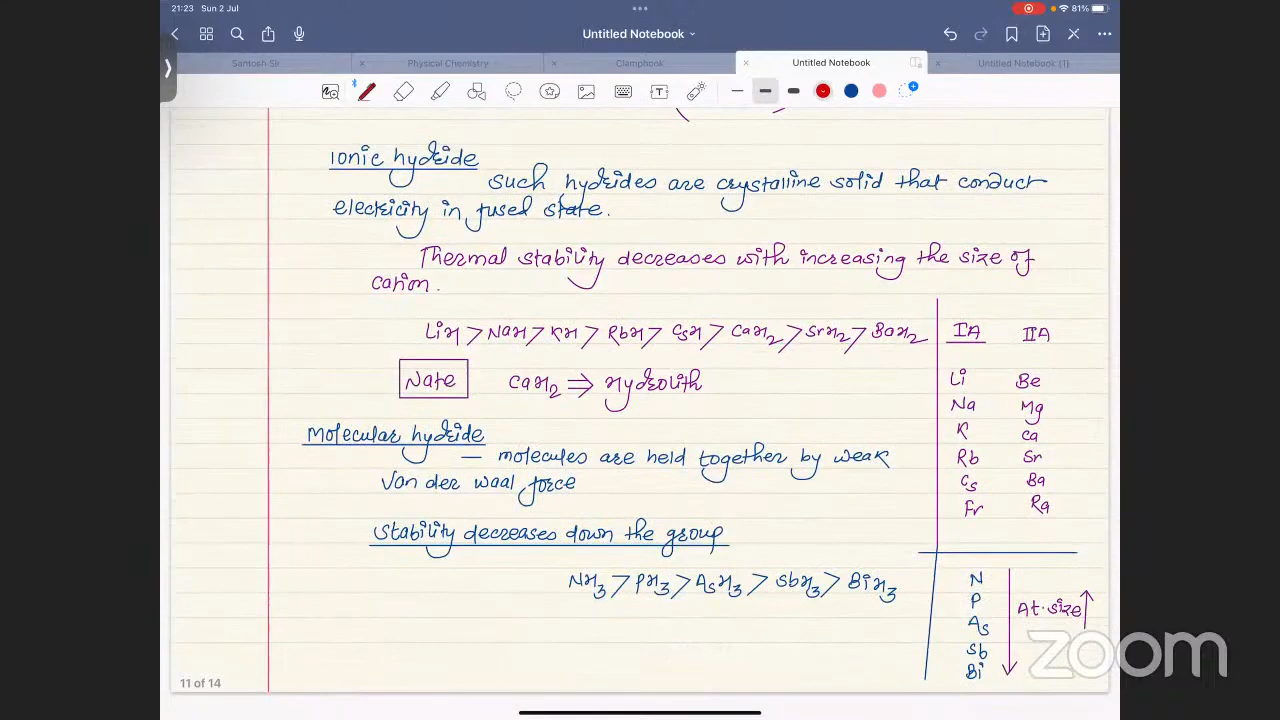 21:23 Sun 2 Jul
81%
Untitled Notebook
Physical Chemistry
Untitled Notebook
Untitled Notebook (1)
Ionic hydride
Such hydrides are crystalline solid that conduct
electricity in fused state.
Thermal stability decreases with increasing the size of
cation.
LiH > NaH > KH > RbH > CsH > CaH₂ > SrH₂ > BaH₂
Note CaH₂ ⇒ Hydrolith
Molecular hydride
— molecules are held together by weak
Van der waal force
Stability decreases down the group
NH₃ > PH₃ > AsH₃ > SbH₃ > BiH₃
IA IIA
Li Be
Na Mg
K Ca
Rb Sr
Cs Ba
Fr Ra
N
P
At. size ↑
As
Sb
Bi
11 of 14
zoom